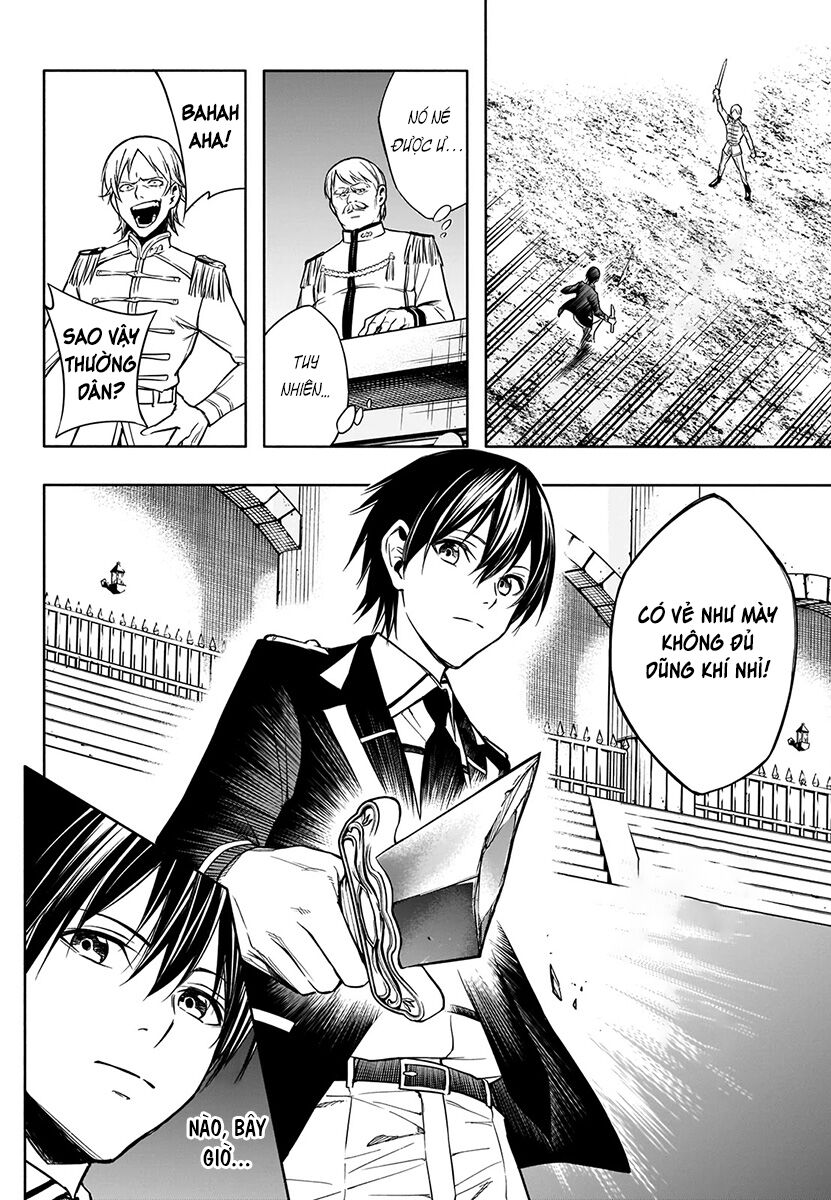 NÓ NÉ
ĐƯỢC Ư...
TUY
NHIÊN...
BAHAH
AHA!
SAO VẬY
THƯỜNG
DÂN?
CÓ VẺ NHƯ MÀY
KHÔNG ĐỦ
DŨNG KHÍ NHỈ!
NÀO, BÂY
GIỜ...